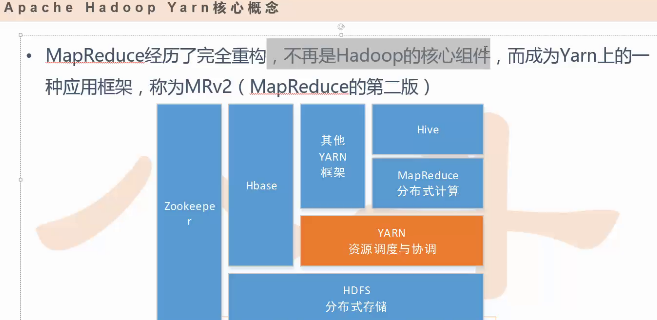 Apache Hadoop Yarn核心概念
• MapReduce经历了完全重构，不再是Hadoop的核心组件，而成为Yarn上的一
种应用框架，称为MRv2（MapReduce的第二版）
Zookeepe
r
Hbase
其他
YARN
框架
Hive
MapReduce
分布式计算
YARN
资源调度与协调
HDFS
分布式存储